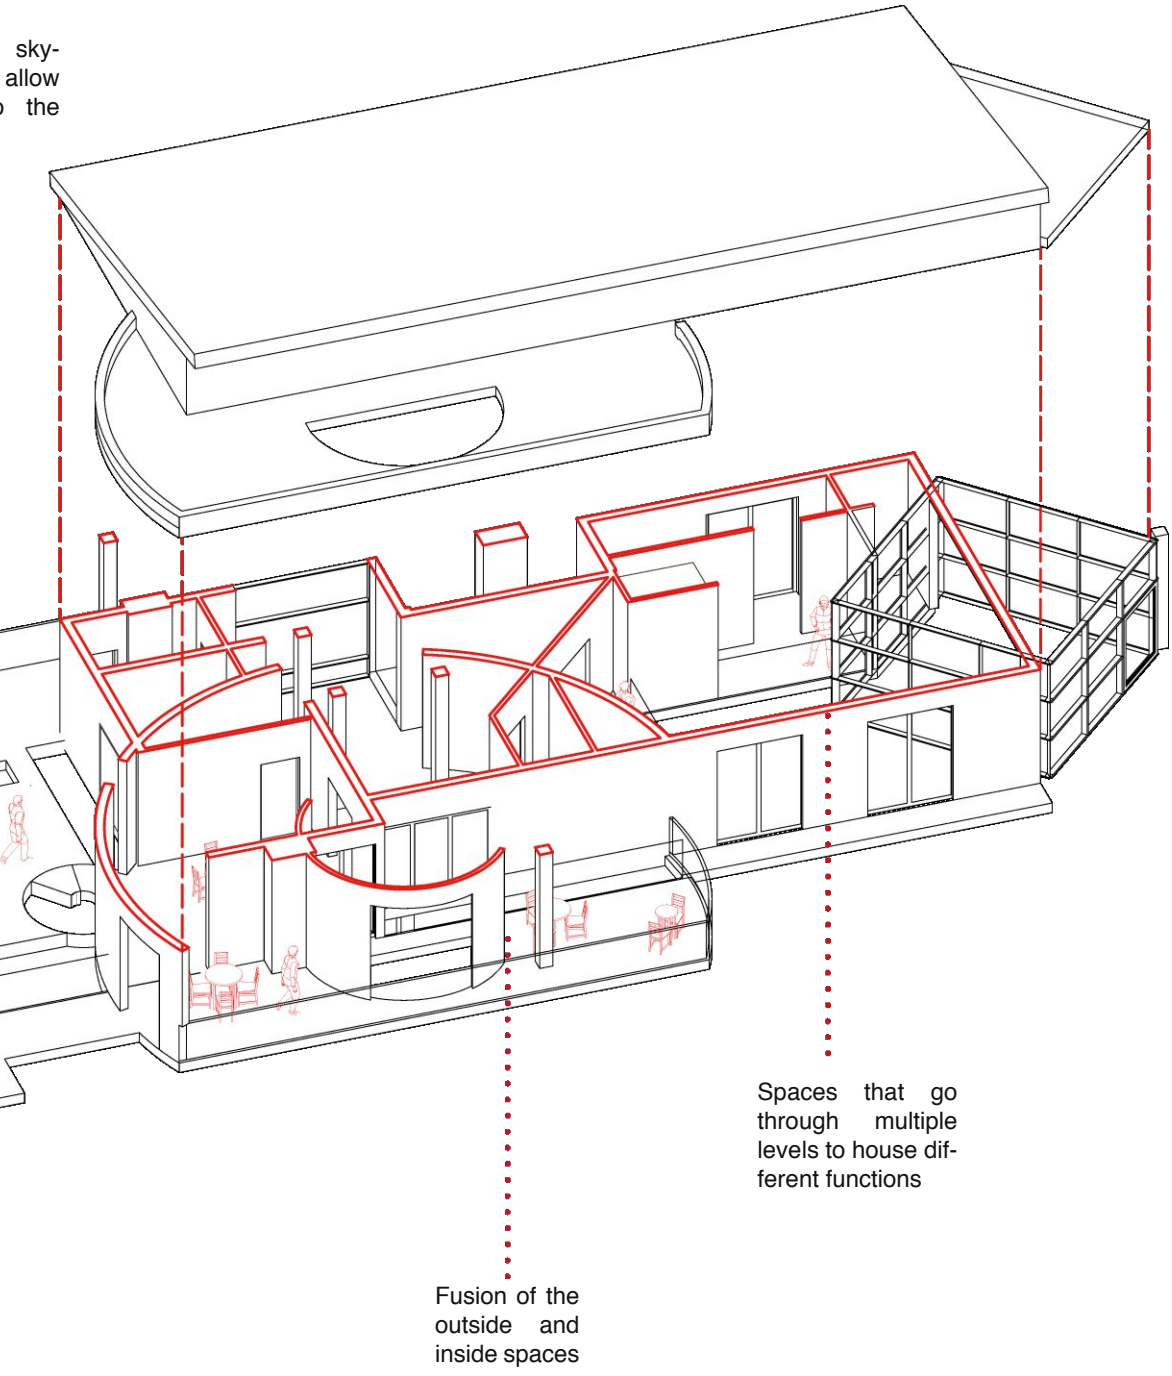 sky-
allow
the
Spaces that go
through multiple
levels to house dif-
ferent functions
Fusion of the
outside and
inside spaces